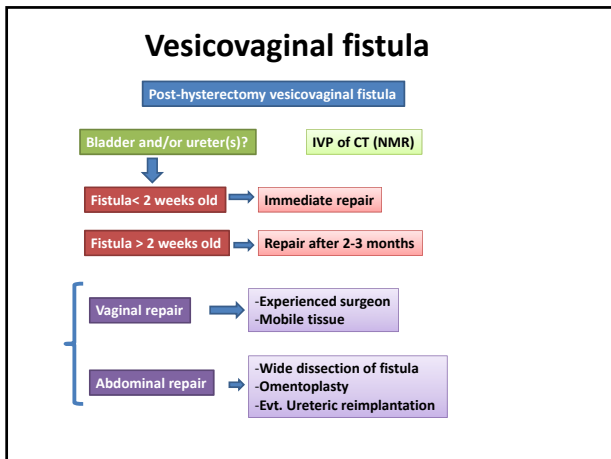 Vesicovaginal fistula
Post-hysterectomy vesicovaginal fistula
Bladder and/or ureter(s)?
IVP of CT (NMR)
Fistula< 2 weeks old
Immediate repair
Fistula > 2 weeks old
Repair after 2-3 months
Vaginal repair
-Experienced surgeon
-Mobile tissue
Abdominal repair
-Wide dissection of fistula
-Omentoplasty
-Evt. Ureteric reimplantation